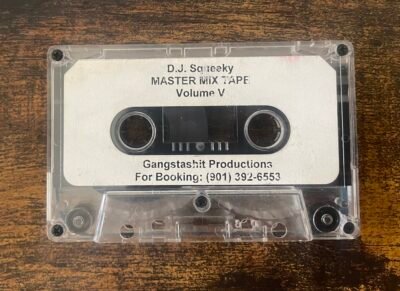 D.J. Squeeky
MASTER MIX TAPE
Volume V
Gangstashit Productions
For Booking: (901) 392-6553